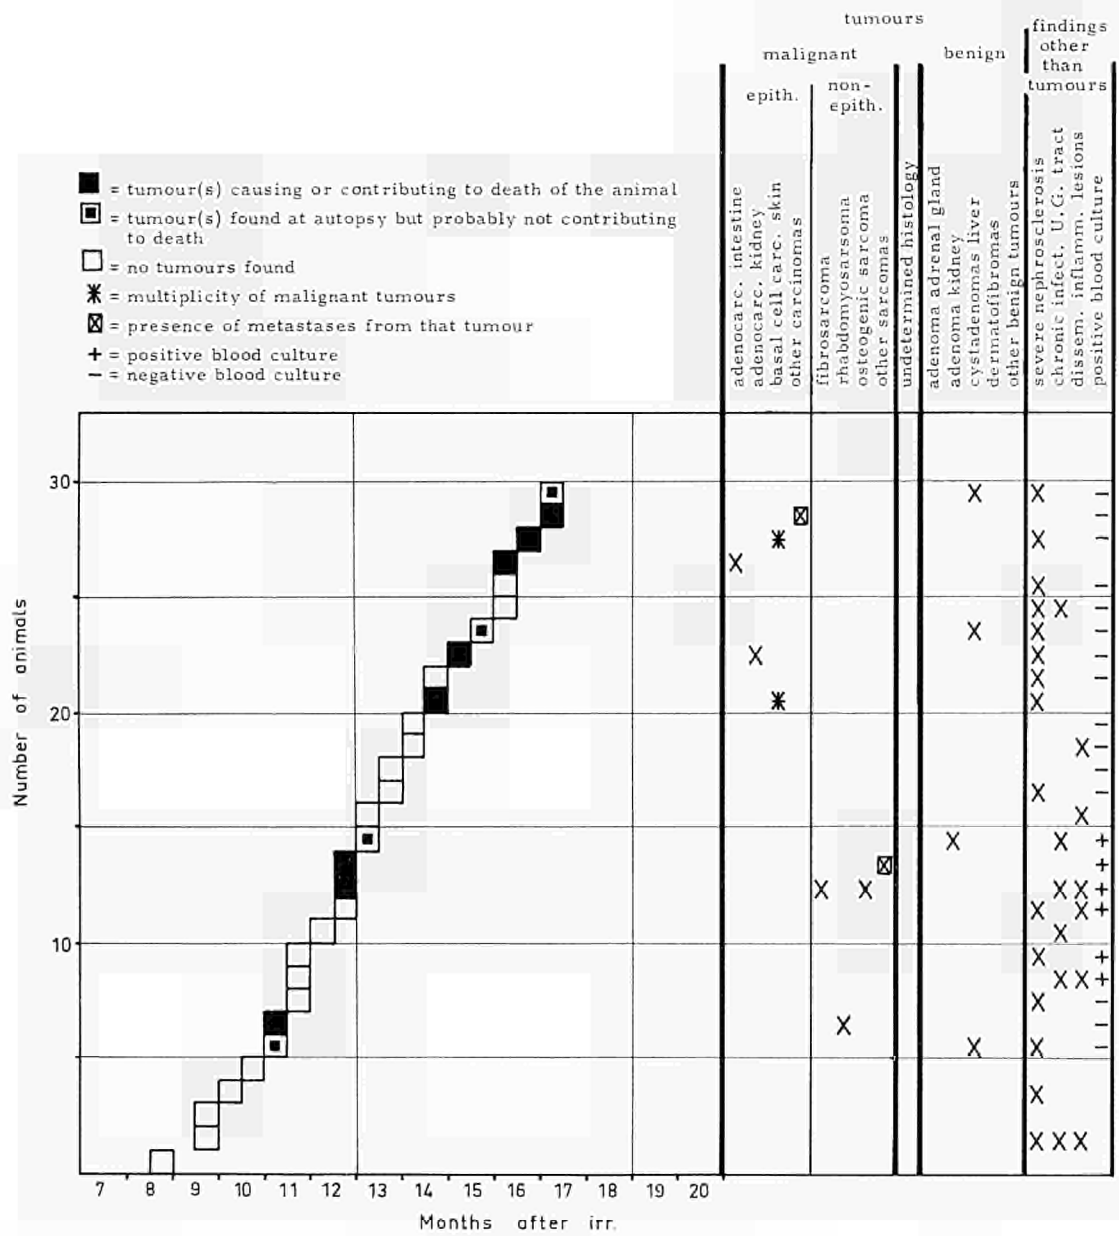 tumours
findings
other
than
tumours
malignant
benign
epith.
non-
epith.
■ = tumour(s) causing or contributing to death of the animal
= tumour(s) found at autopsy but probably not contributing
to death
□ = no tumours found
= multiplicity of malignant tumours
= presence of metastases from that tumour
+ = positive blood culture
− = negative blood culture
adenocarc. intestine
adenocarc. kidney
basal cell carc. skin
other carcinomas
fibrosarcoma
rhabdomyosarsoma
osteogenic sarcoma
other sarcomas
undetermined histology
adenoma adrenal gland
adenoma kidney
cystadenomas liver
dermatofibromas
other benign tumours
severe nephrosclerosis
chronic infect. U.G. tract
dissem. inflamm. lesions
positive blood culture
30
20
10
Number of animals
7 8 9 10 11 12 13 14 15 16 17 18 19 20
Months after irr.